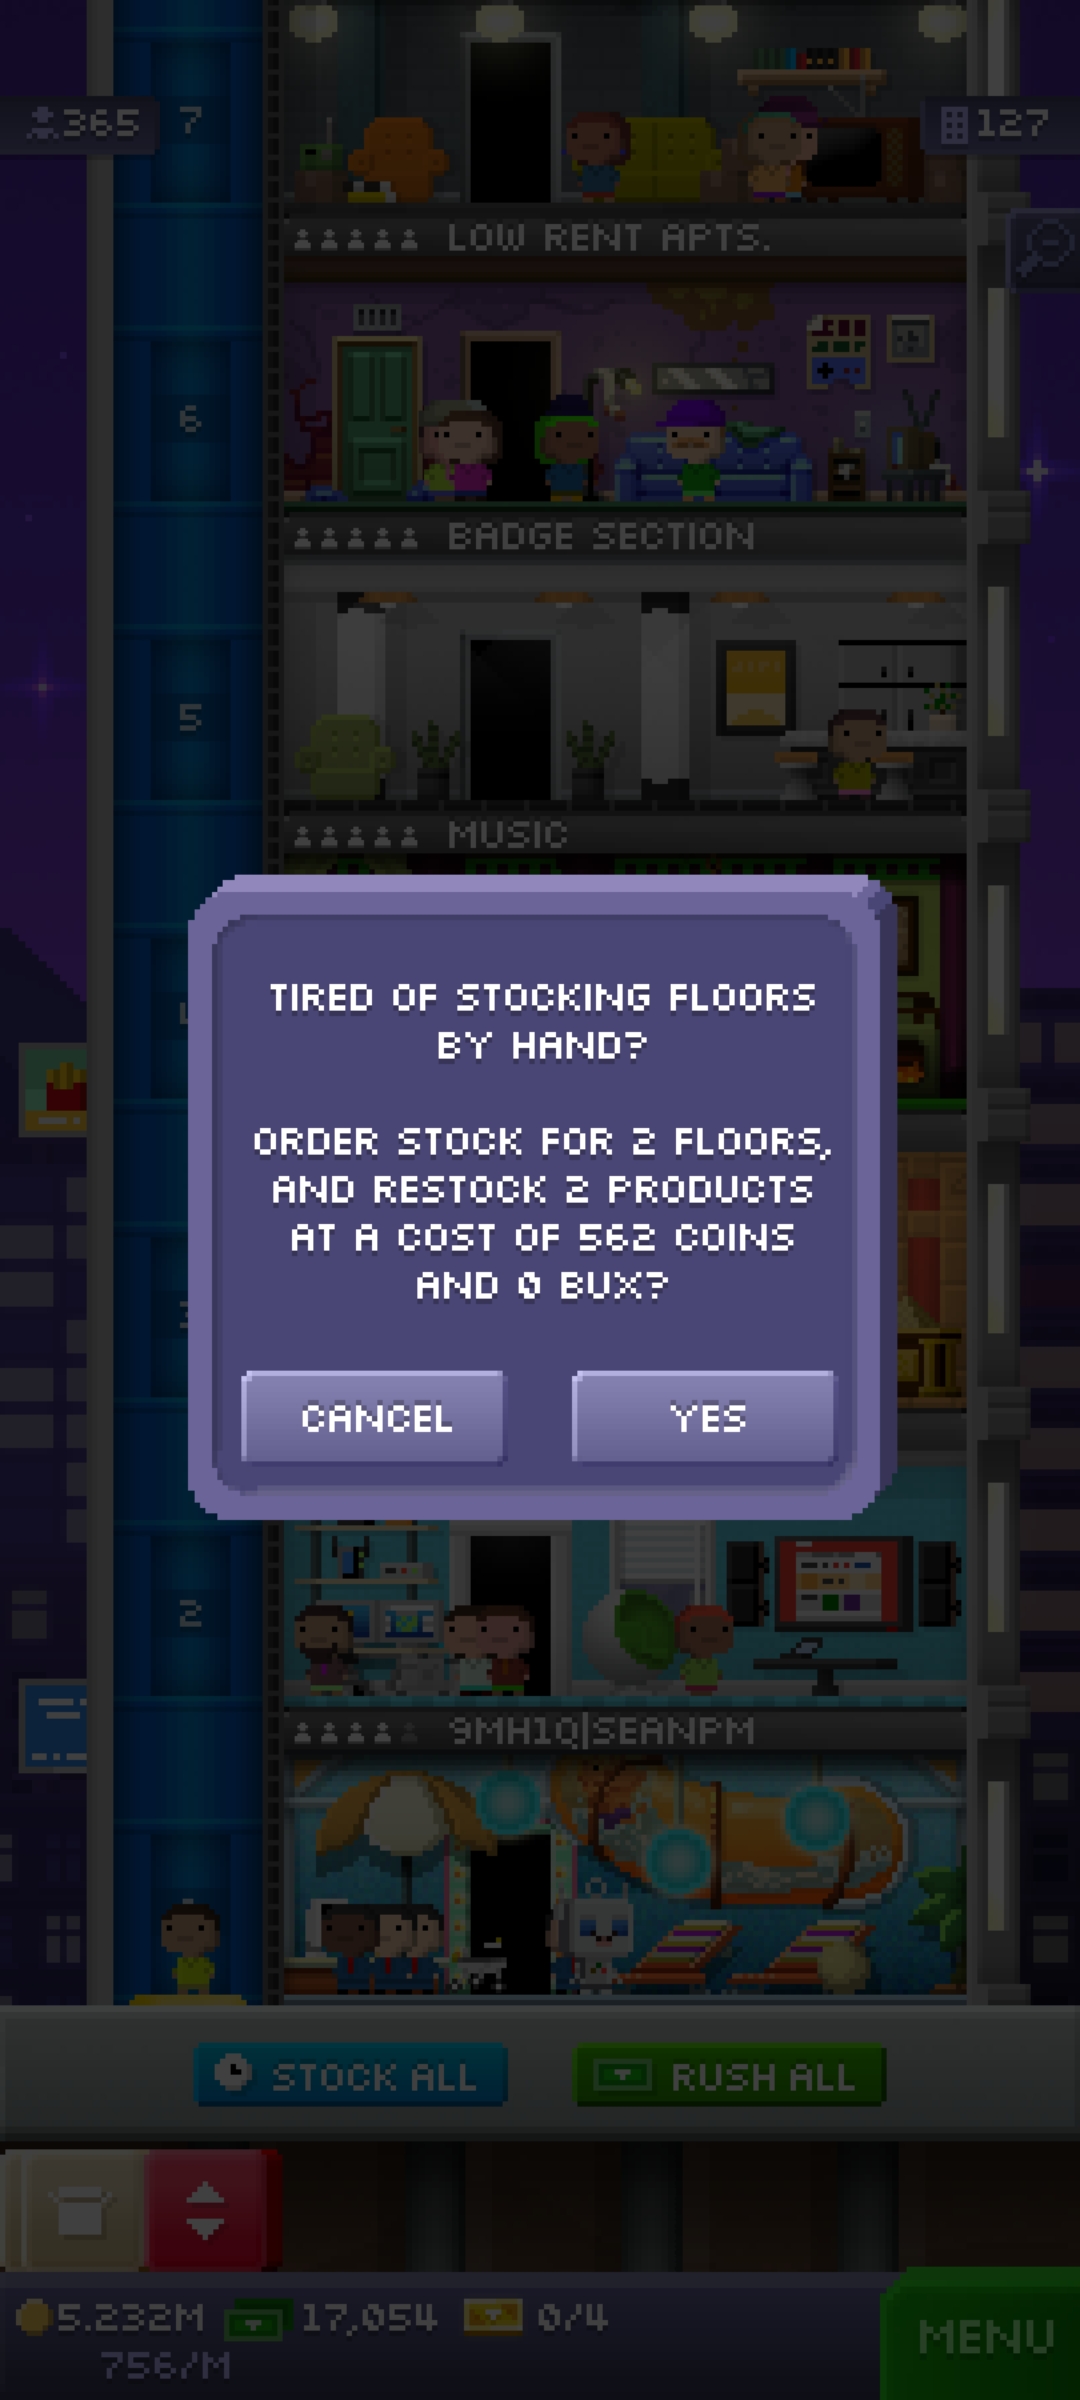 365
7
127
LOW RENT APTS.
6
BADGE SECTION
5
MUSIC
TIRED OF STOCKING FLOORS
BY HAND?
ORDER STOCK FOR 2 FLOORS,
AND RESTOCK 2 PRODUCTS
AT A COST OF 562 COINS
AND 0 BUX?
CANCEL
YES
2
9MH1Q|SEANPM
STOCK ALL
RUSH ALL
5.232M
17,054
0/4
756/M
MENU